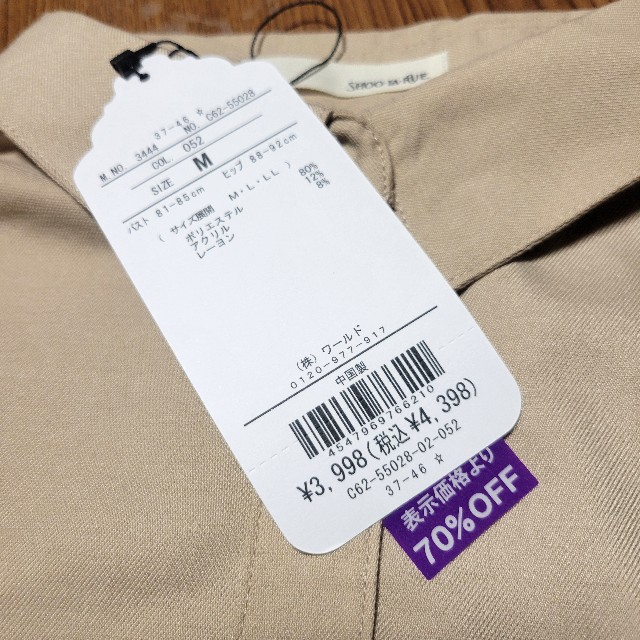 SHOO・LA・RUE
37-46 ☆
M.NO 3444 NO. C62-55028
COL 052
SIZE M
バスト 81-85cm ヒップ 88-92cm
( サイズ展開 M・L・LL )
ポリエステル 80%
アクリル 12%
レーヨン 8%
(株) ワールド
0120-977-917
中国製
4547969766210
¥3,998(税込¥4,398)
C62-55028-02-052
37-46 ☆
表示価格より
70%OFF